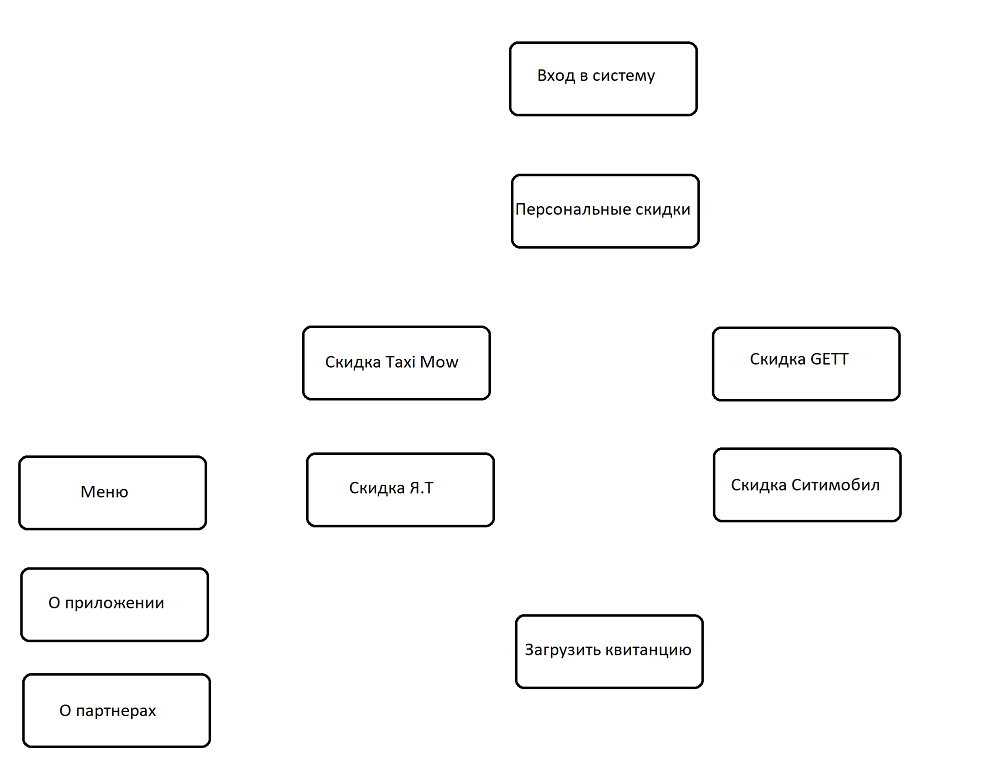 Вход в систему
Персональные скидки
Скидка Taxi Mow
Скидка GETT
Скидка Я.Т
Скидка Ситимобил
Меню
О приложении
О партнерах
Загрузить квитанцию